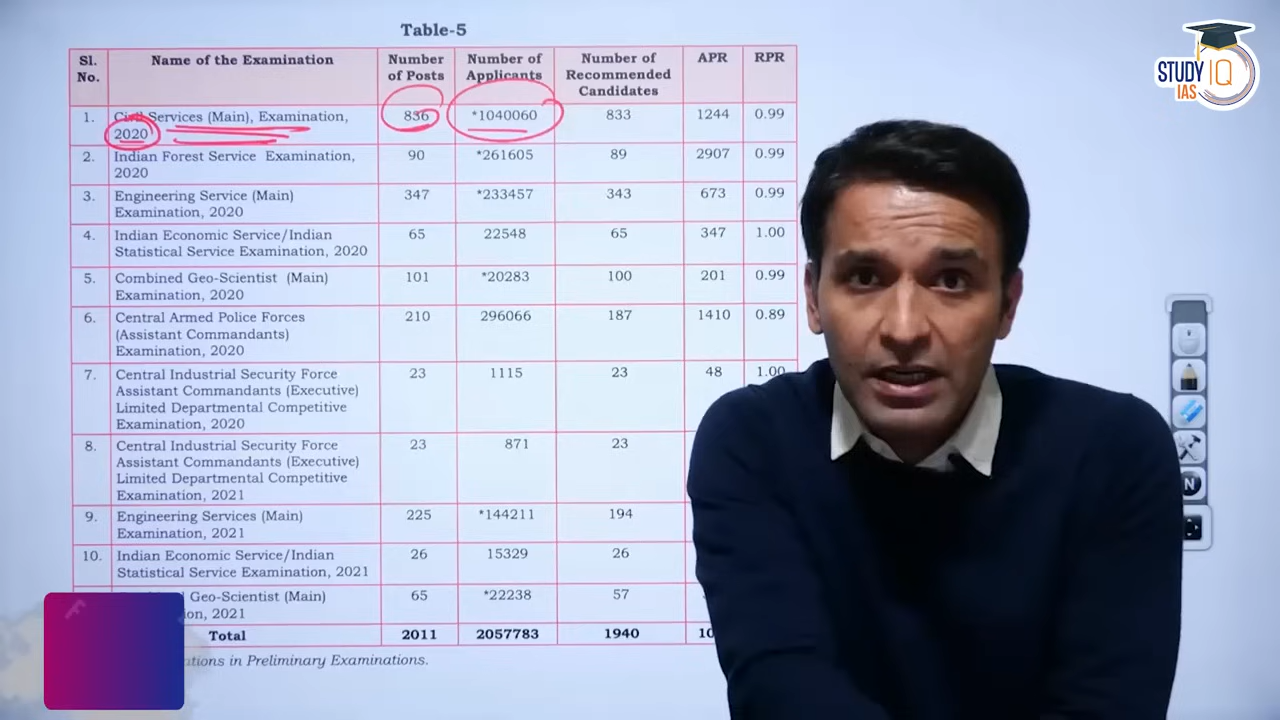 Table-5
STUDY IQ
IAS
Sl. No. Name of the Examination Number of Posts Number of Applicants Number of Recommended Candidates APR RPR
1. Civil Services (Main), Examination, 2020 836 *1040060 833 1244 0.99
2. Indian Forest Service Examination, 2020 90 *261605 89 2907 0.99
3. Engineering Service (Main) Examination, 2020 347 *233457 343 673 0.99
4. Indian Economic Service/Indian Statistical Service Examination, 2020 65 22548 65 347 1.00
5. Combined Geo-Scientist (Main) Examination, 2020 101 *20283 100 201 0.99
6. Central Armed Police Forces (Assistant Commandants) Examination, 2020 210 296066 187 1410 0.89
7. Central Industrial Security Force Assistant Commandants (Executive) Limited Departmental Competitive Examination, 2020 23 1115 23 48 1.00
8. Central Industrial Security Force Assistant Commandants (Executive) Limited Departmental Competitive Examination, 2021 23 871 23
9. Engineering Services (Main) Examination, 2021 225 *144211 194
10. Indian Economic Service/Indian Statistical Service Examination, 2021 26 15329 26
Geo-Scientist (Main) 2021 65 *22238 57
Total 2011 2057783 1940 10
in Preliminary Examinations.
N